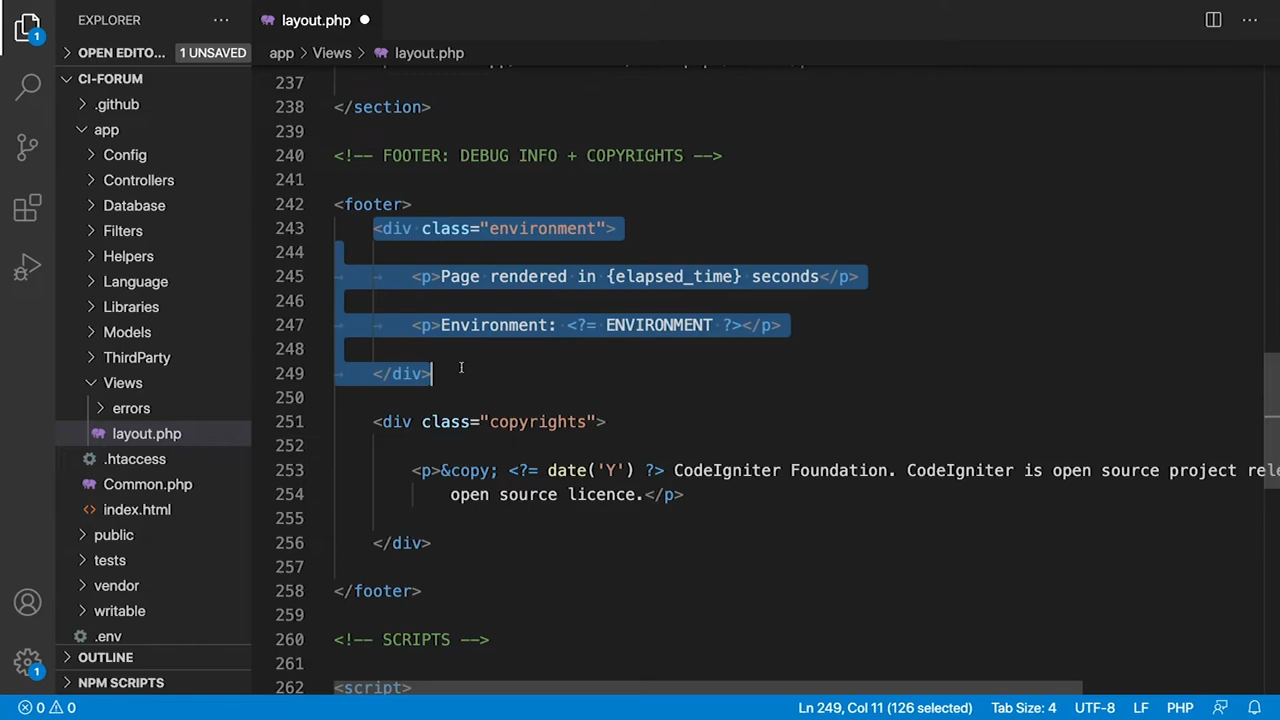 EXPLORER
layout.php
OPEN EDITO... 1 UNSAVED
app > Views > layout.php
CI-FORUM
.github
app
Config
Controllers
Database
Filters
Helpers
Language
Libraries
Models
ThirdParty
Views
errors
layout.php
.htaccess
Common.php
index.html
public
tests
vendor
writable
.env
OUTLINE
NPM SCRIPTS
1
1
237
238 </section>
239
240 <!-- FOOTER: DEBUG INFO + COPYRIGHTS -->
241
242 <footer>
243 <div class="environment">
244
245 <p>Page rendered in {elapsed_time} seconds</p>
246
247 <p>Environment: <?= ENVIRONMENT ?></p>
248
249 </div>
250
251 <div class="copyrights">
252
253 <p>&copy; <?= date('Y') ?> CodeIgniter Foundation. CodeIgniter is open source project rele
254 open source licence.</p>
255
256 </div>
257
258 </footer>
259
260 <!-- SCRIPTS -->
261
262 <script>
0 0 Ln 249, Col 11 (126 selected) Tab Size: 4 UTF-8 LF PHP